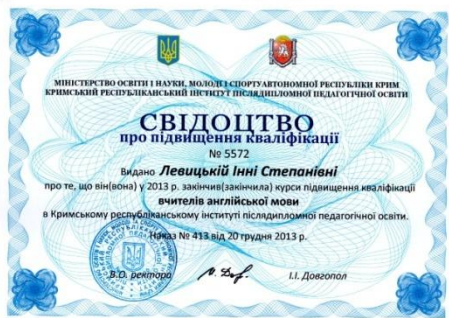 МІНІСТЕРСТВО ОСВІТИ І НАУКИ, МОЛОДІ І СПОРТУАВТОНОМНОЇ РЕСПУБЛІКИ КРИМ
КРИМСЬКИЙ РЕСПУБЛІКАНСЬКИЙ ІНСТИТУТ ПІСЛЯДИПЛОМНОЇ ПЕДАГОГІЧНОЇ ОСВІТИ
СВІДОЦТВО
про підвищення кваліфікації
№ 5572
Видано Левицькій Інні Степанівні
про те, що він(вона) у 2013 р. закінчив(закінчила) курси підвищення кваліфікації
вчителів англійської мови
в Кримському республіканському інституті післядипломної педагогічної освіти.
Наказ № 413 від 20 грудня 2013 р.
В.О. ректора І.І. Довгопол